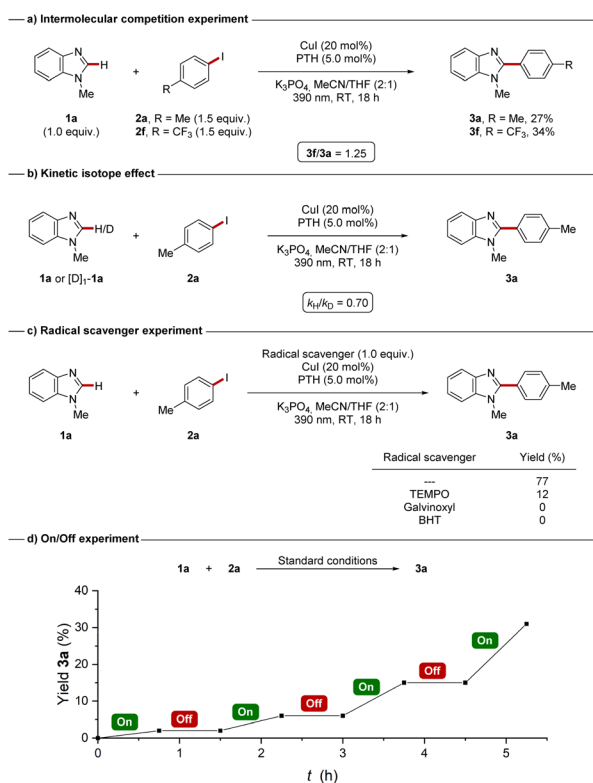 a) Intermolecular competition experiment
N
H
N
Me
1a
(1.0 equiv.)
+
I
R
2a, R = Me (1.5 equiv.)
2f, R = CF₃ (1.5 equiv.)
CuI (20 mol%)
PTH (5.0 mol%)
K₃PO₄, MeCN/THF (2:1)
390 nm, RT, 18 h
N
R
N
Me
3a, R = Me, 27%
3f, R = CF₃, 34%
3f/3a = 1.25
b) Kinetic isotope effect
N
H/D
N
Me
1a or [D]₁-1a
+
I
Me
2a
CuI (20 mol%)
PTH (5.0 mol%)
K₃PO₄, MeCN/THF (2:1)
390 nm, RT, 18 h
N
Me
N
Me
3a
kH/kD = 0.70
c) Radical scavenger experiment
N
H
N
Me
1a
+
I
Me
2a
Radical scavenger (1.0 equiv.)
CuI (20 mol%)
PTH (5.0 mol%)
K₃PO₄, MeCN/THF (2:1)
390 nm, RT, 18 h
N
Me
N
Me
3a
Radical scavenger Yield (%)
--- 77
TEMPO 12
Galvinoxyl 0
BHT 0
d) On/Off experiment
1a + 2a Standard conditions 3a
Yield 3a (%)
40
30
20
10
0
On
Off
On
Off
On
Off
On
0 1 2 3 4 5
t (h)